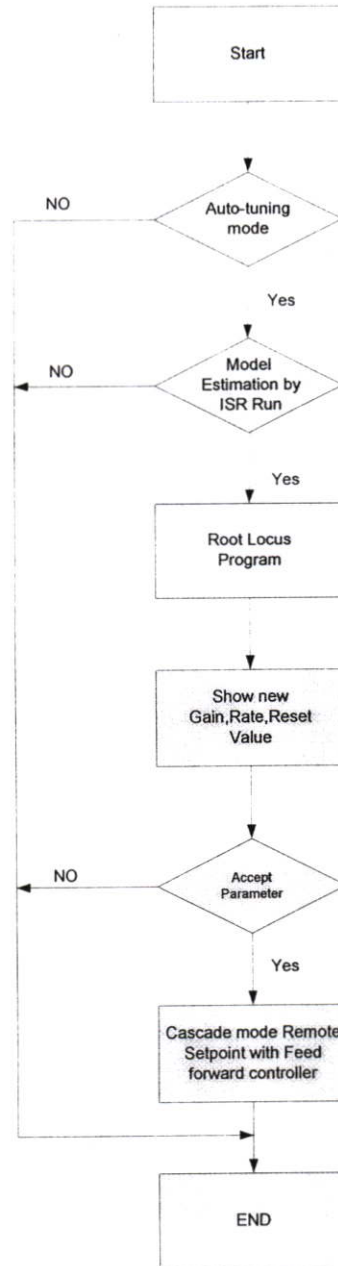 Start
NO
Auto-tuning
mode
Yes
NO
Model
Estimation by
ISR Run
Yes
Root Locus
Program
Show new
Gain,Rate,Reset
Value
NO
Accept
Parameter
Yes
Cascade mode Remote
Setpoint with Feed
forward controller
END